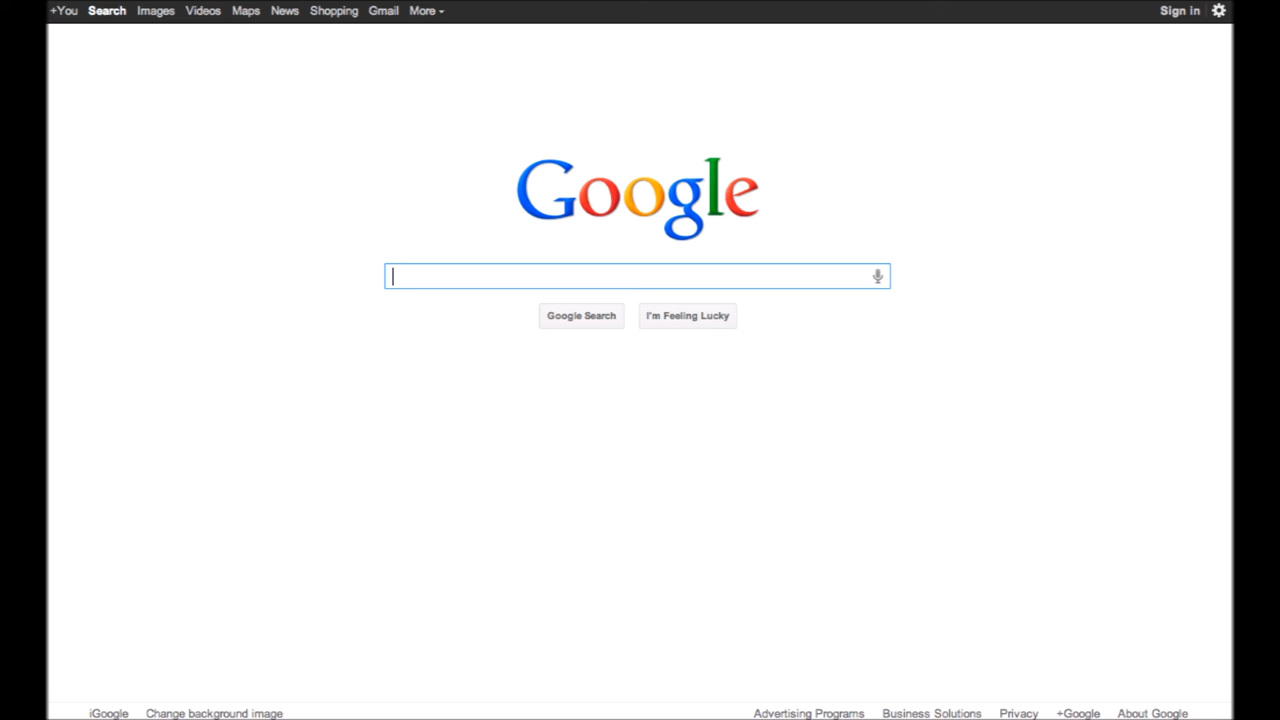 +You Search Images Videos Maps News Shopping Gmail More Sign in
Google
Google Search I'm Feeling Lucky
iGoogle Change background image Advertising Programs Business Solutions Privacy +Google About Google